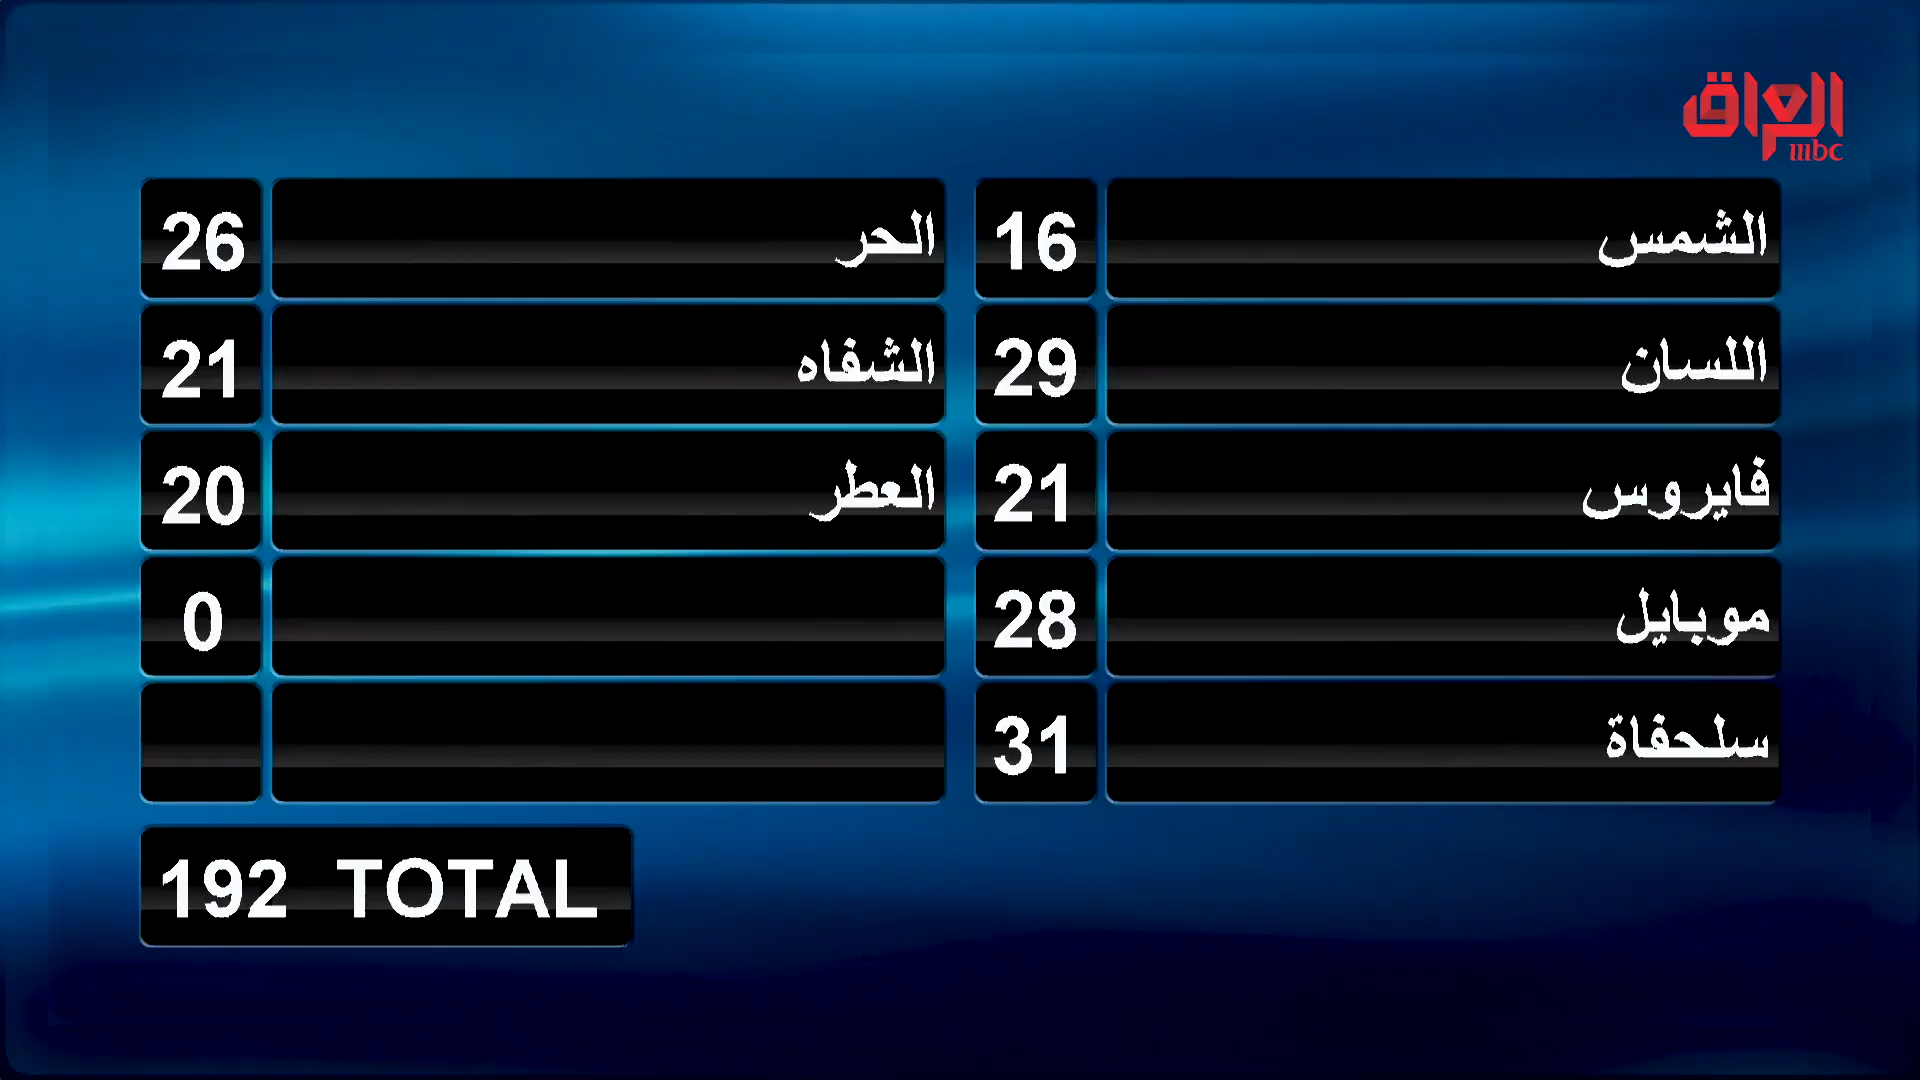 العراق
mbc
الشمس 16
اللسان 29
فايروس 21
موبايل 28
سلحفاة 31
الحر 26
الشفاه 21
العطر 20
0
192 TOTAL